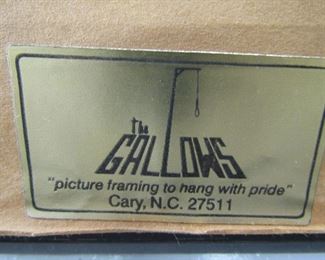 the
GALLOWS
"picture framing to hang with pride"
Cary, N.C. 27511